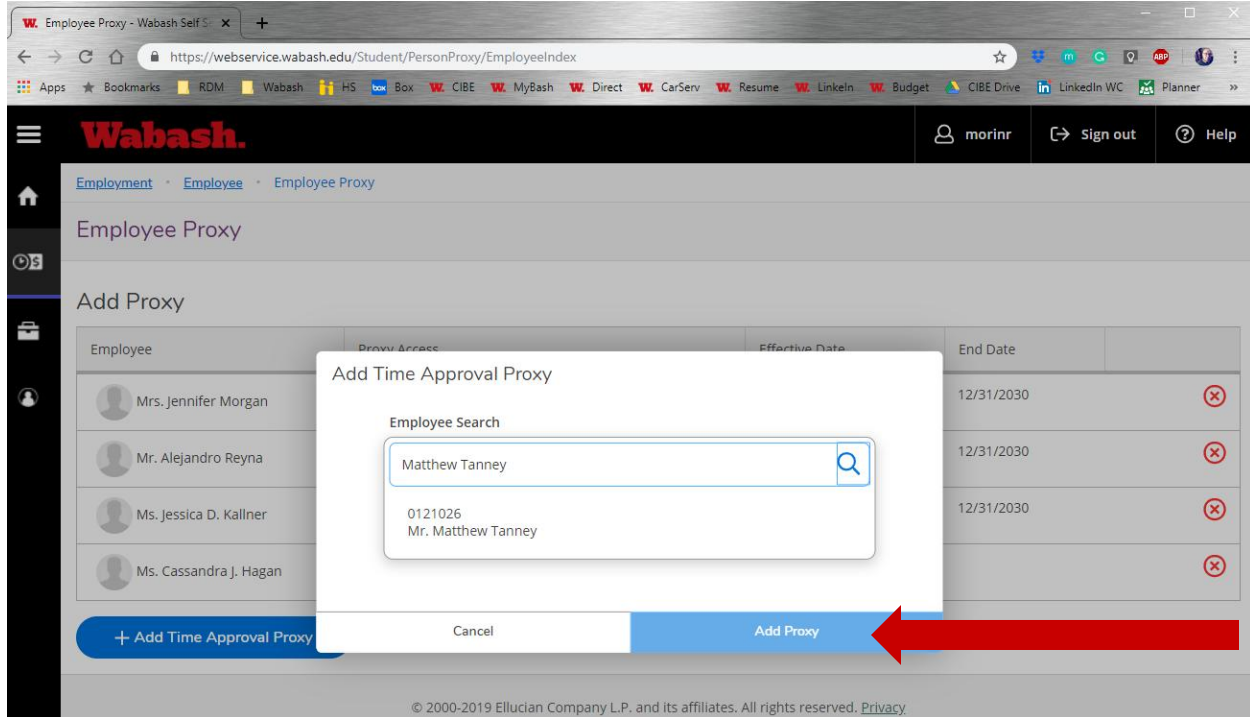 W. Employee Proxy - Wabash Self S
https://webservice.wabash.edu/Student/PersonProxy/EmployeeIndex
Apps Bookmarks RDM Wabash HS box Box W. CIBE W. MyBash W. Direct W. CarServ W. Resume W. LinkeIn W. Budget CIBE Drive in LinkedIn WC Planner »
Wabash. morinr Sign out ? Help
Employment · Employee · Employee Proxy
Employee Proxy
Add Proxy
Employee Proxy Access Effective Date End Date
Add Time Approval Proxy
Mrs. Jennifer Morgan 12/31/2030
Employee Search
Mr. Alejandro Reyna Matthew Tanney 12/31/2030
Ms. Jessica D. Kallner 0121026 12/31/2030
Mr. Matthew Tanney
Ms. Cassandra J. Hagan
+ Add Time Approval Proxy Cancel Add Proxy
© 2000-2019 Ellucian Company L.P. and its affiliates. All rights reserved. Privacy